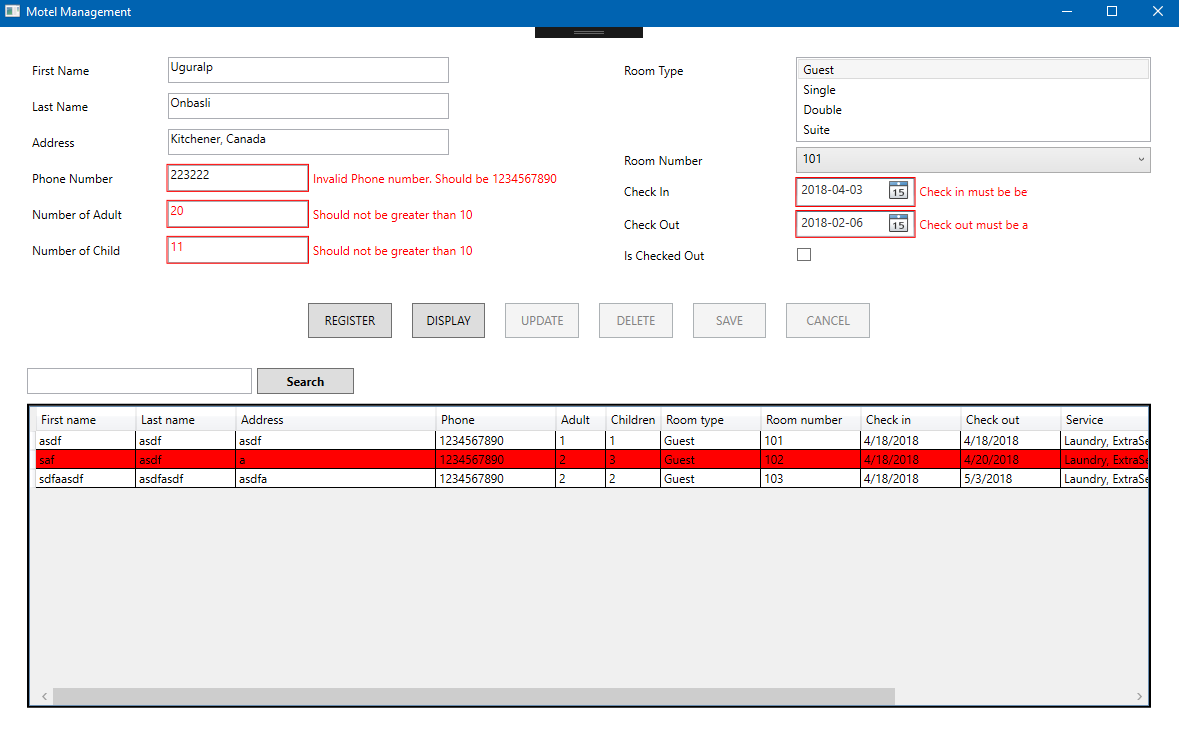 Motel Management
First Name Uguralp
Last Name Onbasli
Address Kitchener, Canada
Phone Number 223222 Invalid Phone number. Should be 1234567890
Number of Adult 20 Should not be greater than 10
Number of Child 11 Should not be greater than 10
Room Type Guest
Single
Double
Suite
Room Number 101
Check In 2018-04-03 15 Check in must be be
Check Out 2018-02-06 15 Check out must be a
Is Checked Out
REGISTER DISPLAY UPDATE DELETE SAVE CANCEL
Search
First name Last name Address Phone Adult Children Room type Room number Check in Check out Service
asdf asdf asdf 1234567890 1 1 Guest 101 4/18/2018 4/18/2018 Laundry, ExtraSe
saf asdf a 1234567890 2 3 Guest 102 4/18/2018 4/20/2018 Laundry, ExtraSe
sdfaasdf asdfasdf asdfa 1234567890 2 2 Guest 103 4/18/2018 5/3/2018 Laundry, ExtraSe